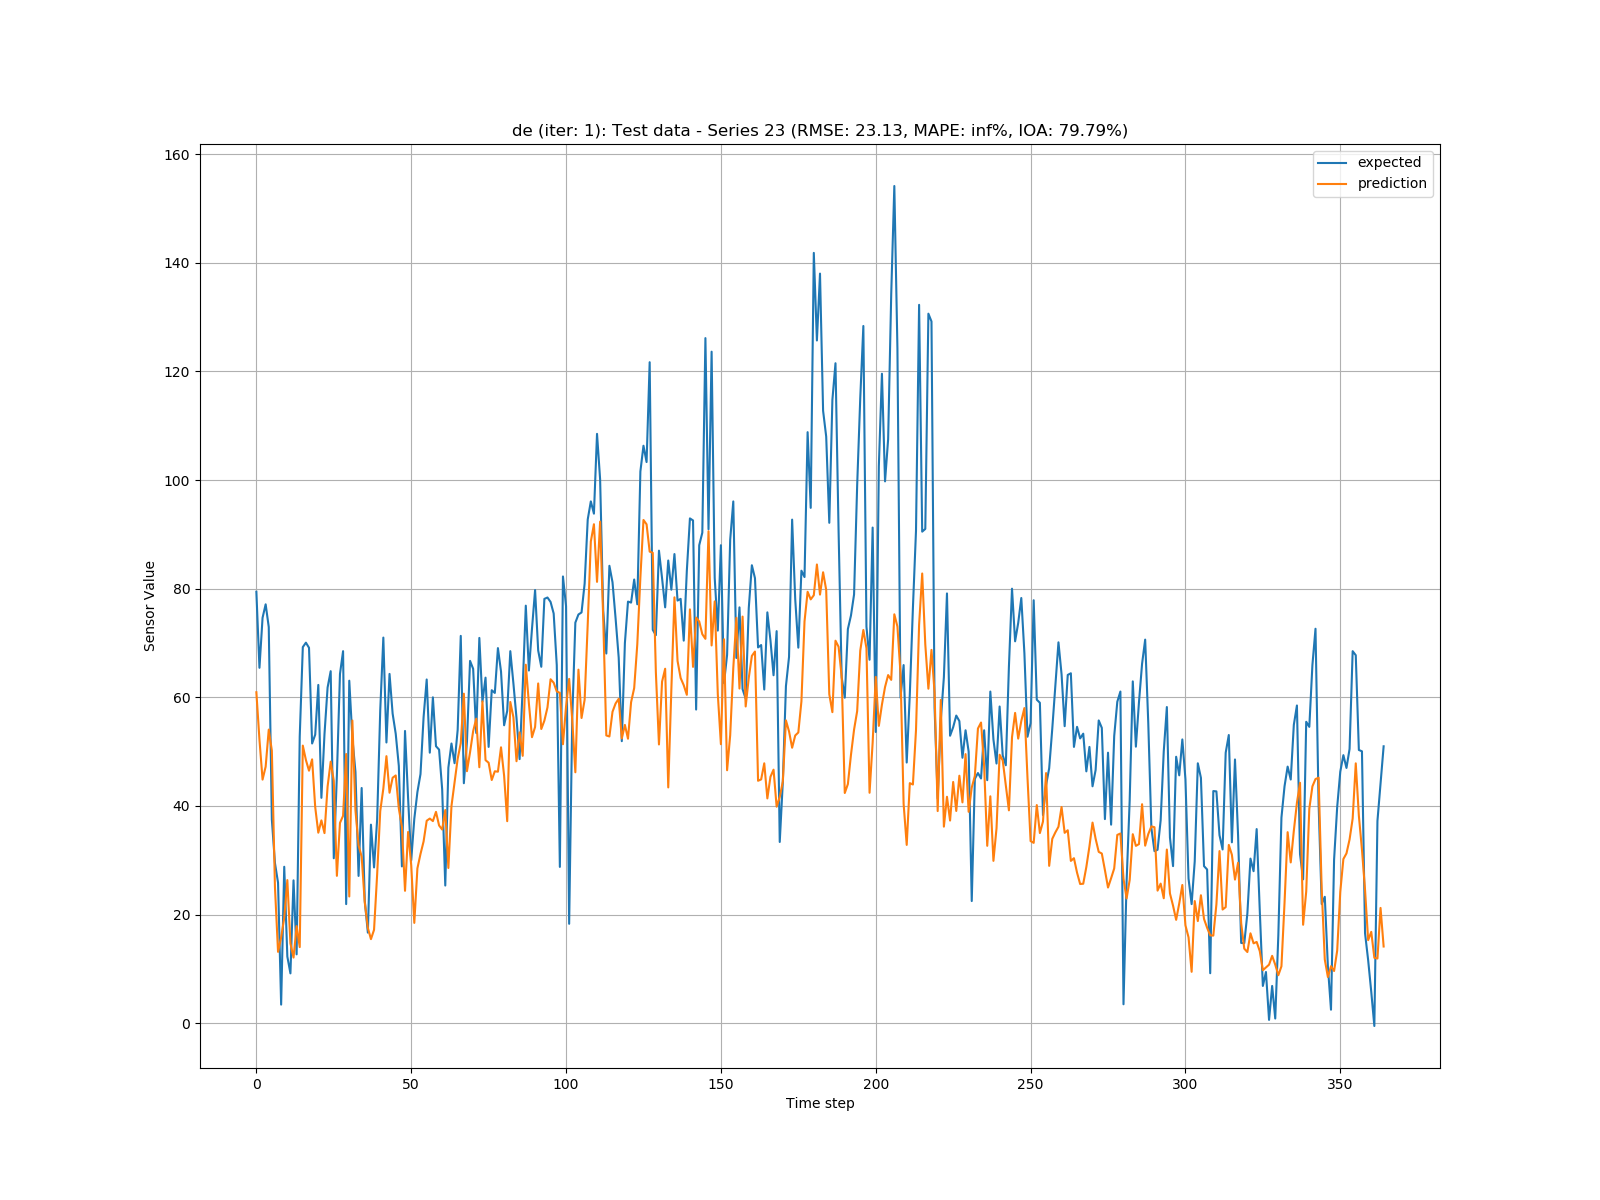 de (iter: 1): Test data - Series 23 (RMSE: 23.13, MAPE: inf%, IOA: 79.79%)
expected
prediction
Sensor Value
160
140
120
100
80
60
40
20
0
0 50 100 150 200 250 300 350
Time step